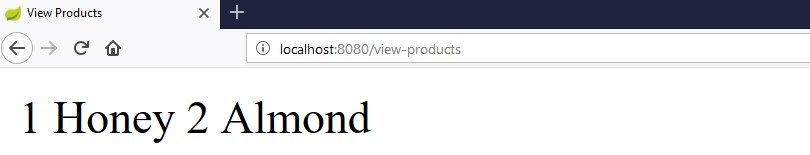 View Products
localhost:8080/view-products
1 Honey 2 Almond